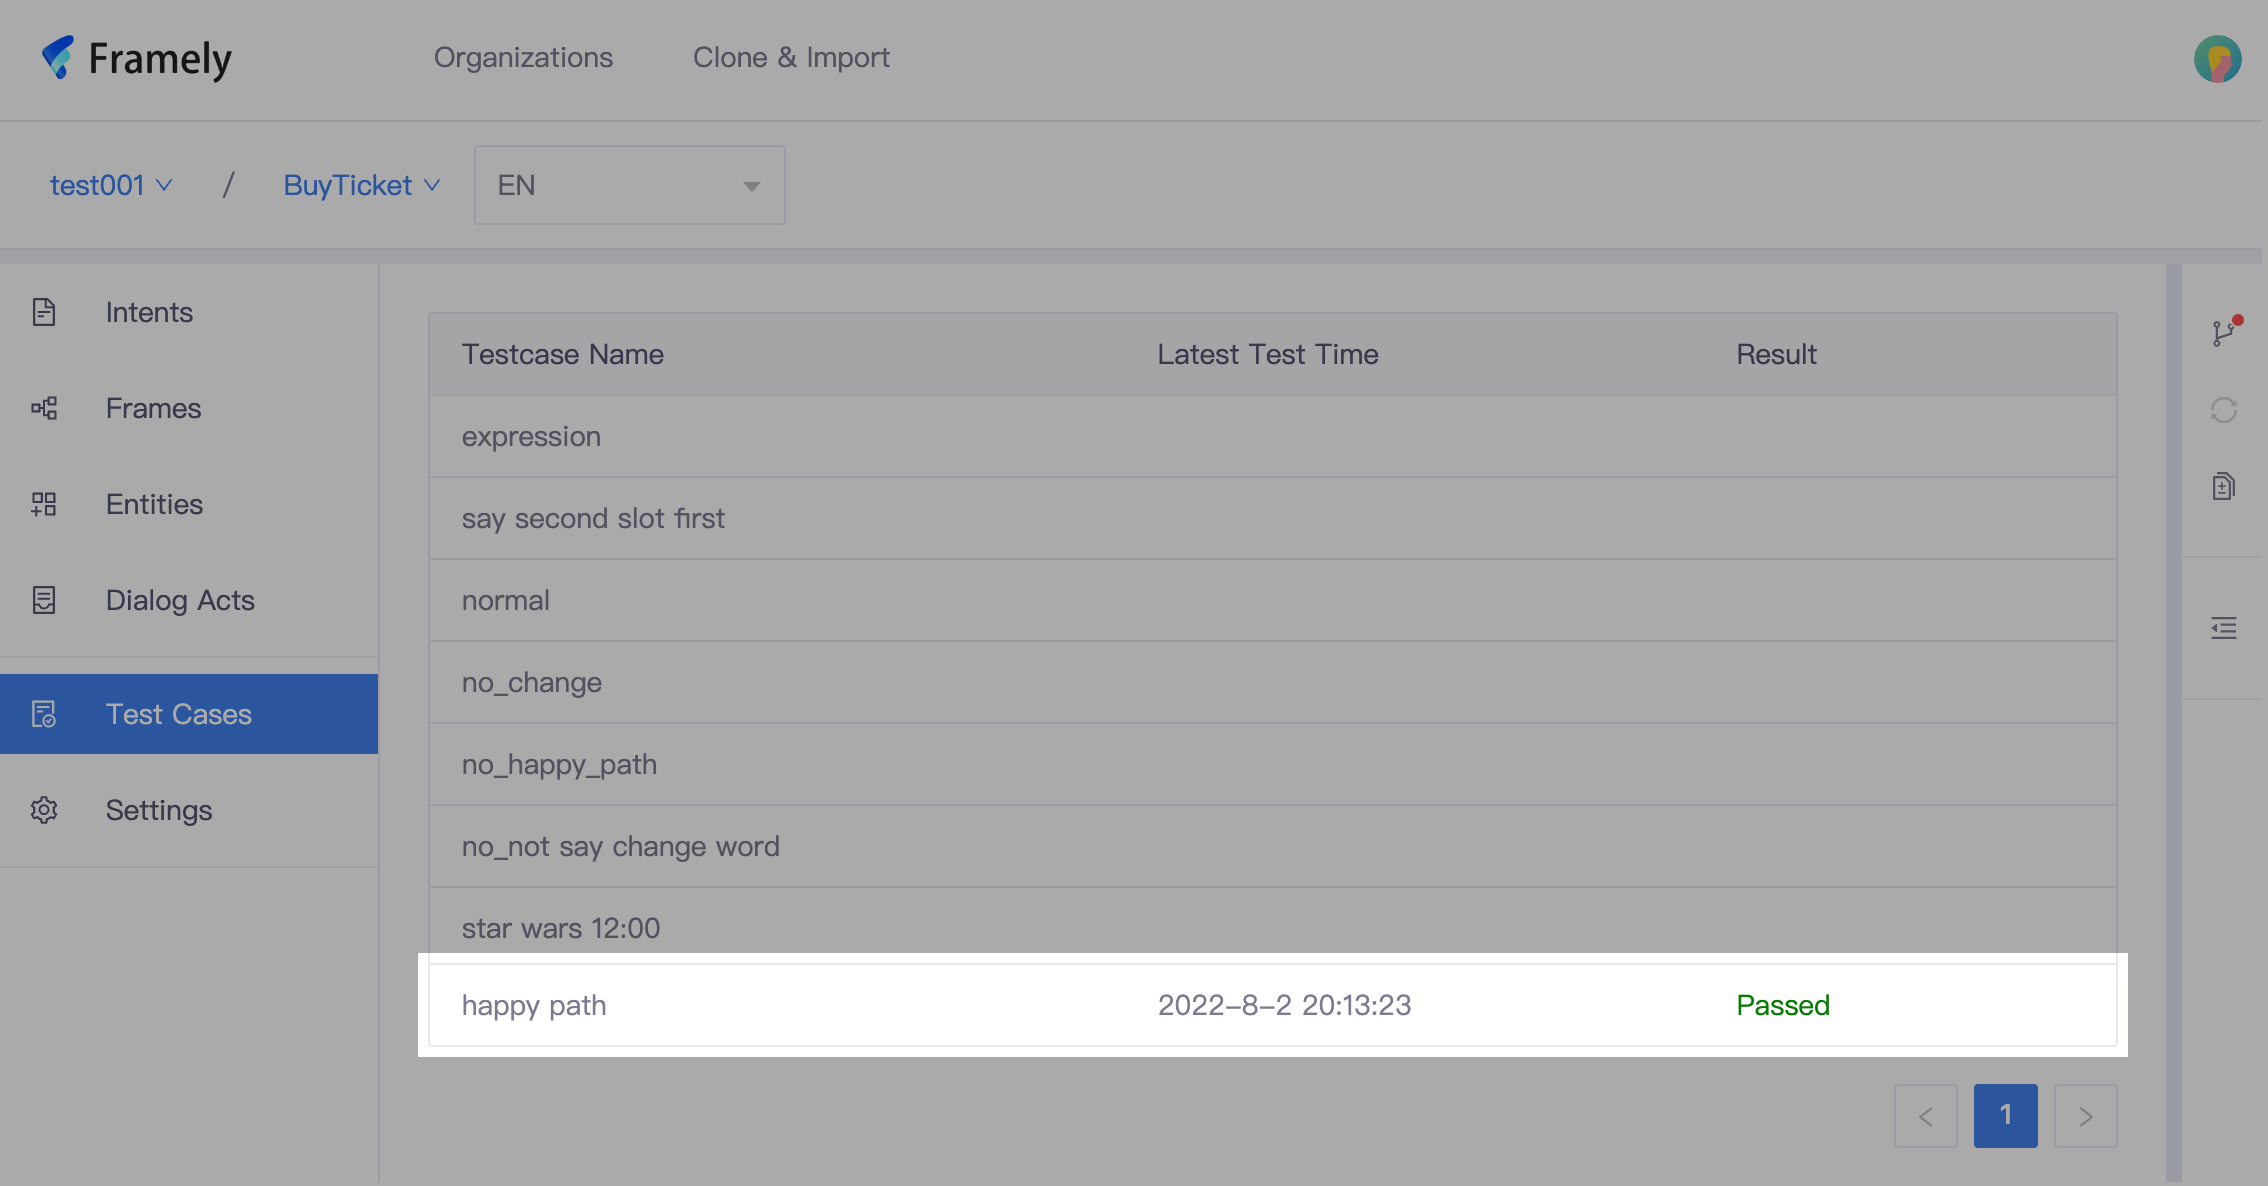 Framely
Organizations
Clone & Import
test001 / BuyTicket
EN
Intents
Frames
Entities
Dialog Acts
Test Cases
Settings
Testcase Name Latest Test Time Result
expression
say second slot first
normal
no_change
no_happy_path
no_not say change word
star wars 12:00
happy path 2022-8-2 20:13:23 Passed
< 1 >